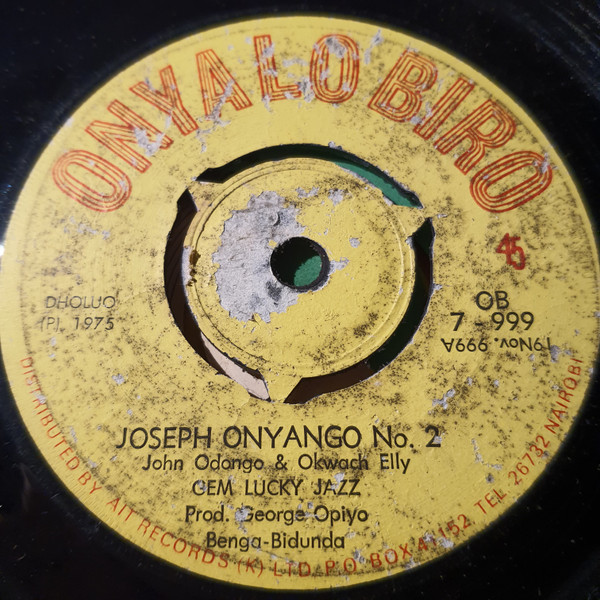 ONYALO BIRO
45
DHOLUO
(P). 1975
OB
7 - 999
19Nov. 999A
JOSEPH ONYANGO No. 2
John Odongo & Okwach Elly
GEM LUCKY JAZZ
Prod. George Opiyo
Benga-Bidunda
DISTRIBUTED BY AIT RECORDS (K) LTD. P.O. BOX 41152 TEL 26732 NAIROBI